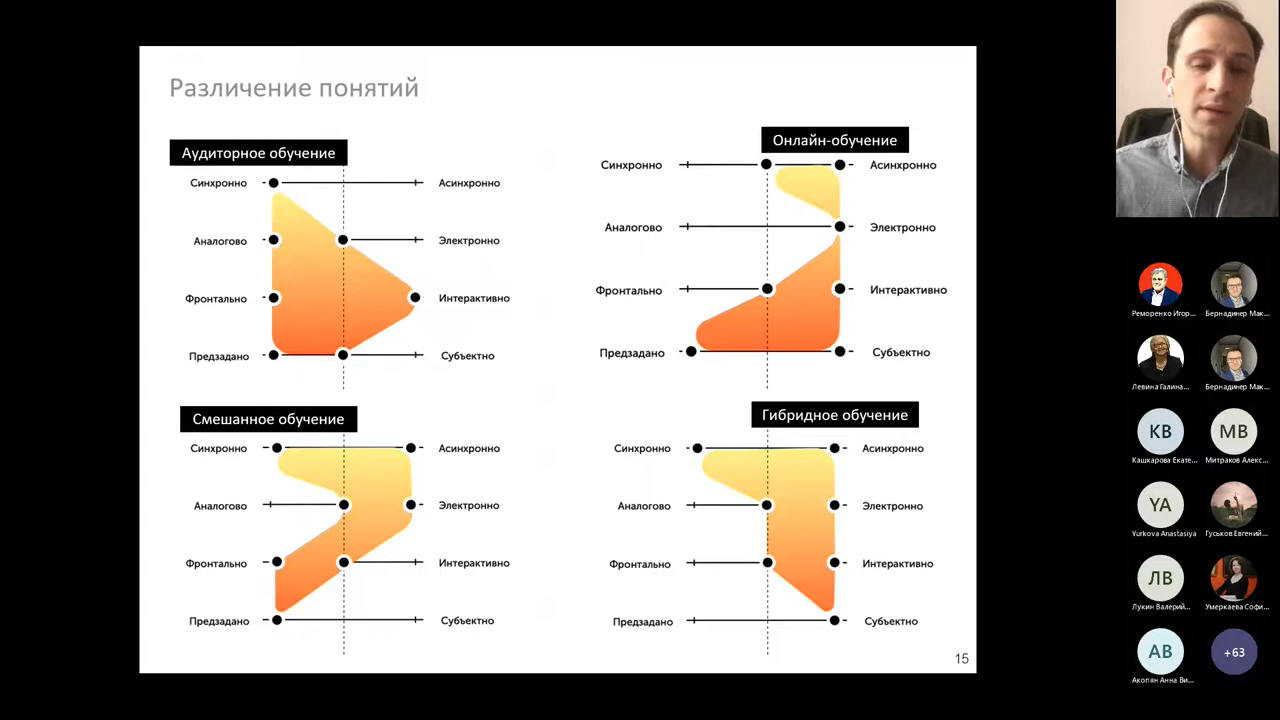 Различение понятий
Аудиторное обучение
Синхронно Асинхронно
Аналогово Электронно
Фронтально Интерактивно
Предзадано Субъектно
Онлайн-обучение
Синхронно Асинхронно
Аналогово Электронно
Фронтально Интерактивно
Предзадано Субъектно
Смешанное обучение
Синхронно Асинхронно
Аналогово Электронно
Фронтально Интерактивно
Предзадано Субъектно
Гибридное обучение
Синхронно Асинхронно
Аналогово Электронно
Фронтально Интерактивно
Предзадано Субъектно
15
Реморенко Игор... Бернадинер Мак...
Левина Галина... Бернадинер Мак...
КВ МВ
Кашкарова Екате... Митраков Алекс...
YA
Yurkova Anastasiya Гуськов Евгений...
ЛВ
Лукин Валерий... Умеркаева Софи...
АВ +63
Акопян Анна Ви...